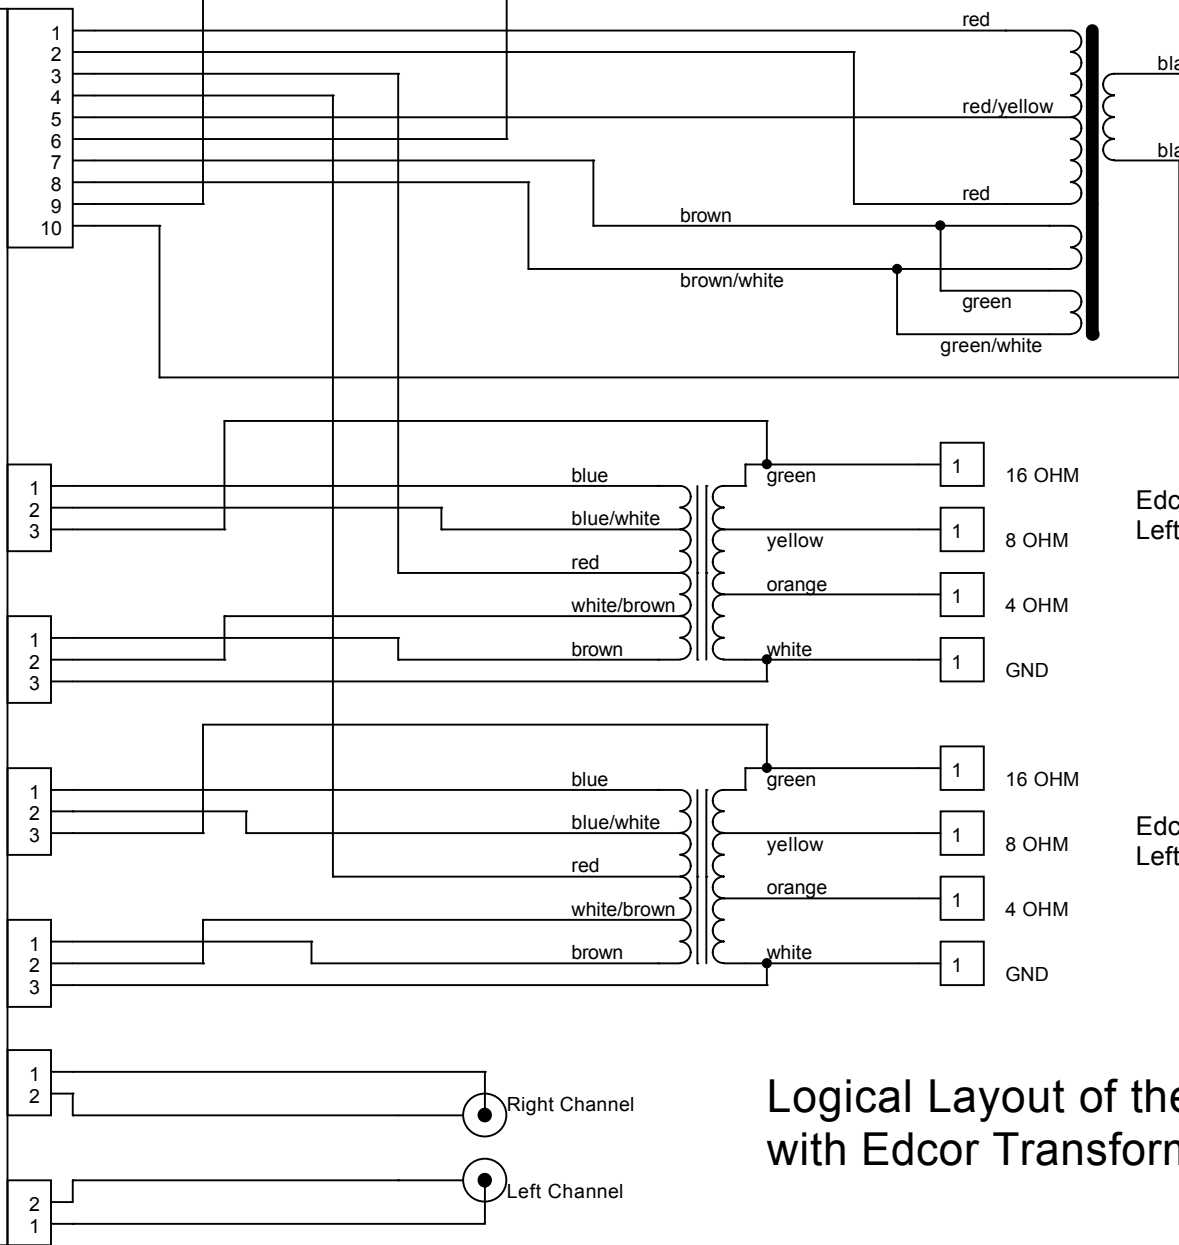 1
2
3
4
5
6
7
8
9
10
red
red/yellow
red
brown
brown/white
green
green/white
1
2
3
1
2
3
blue
blue/white
red
white/brown
brown
green
yellow
orange
white
1 16 OHM
1 8 OHM
1 4 OHM
1 GND
Left
1
2
3
1
2
3
blue
blue/white
red
white/brown
brown
green
yellow
orange
white
1 16 OHM
1 8 OHM
1 4 OHM
1 GND
Left
1
2
Right Channel
2
1
Left Channel
Logical Layout of the
with Edcor